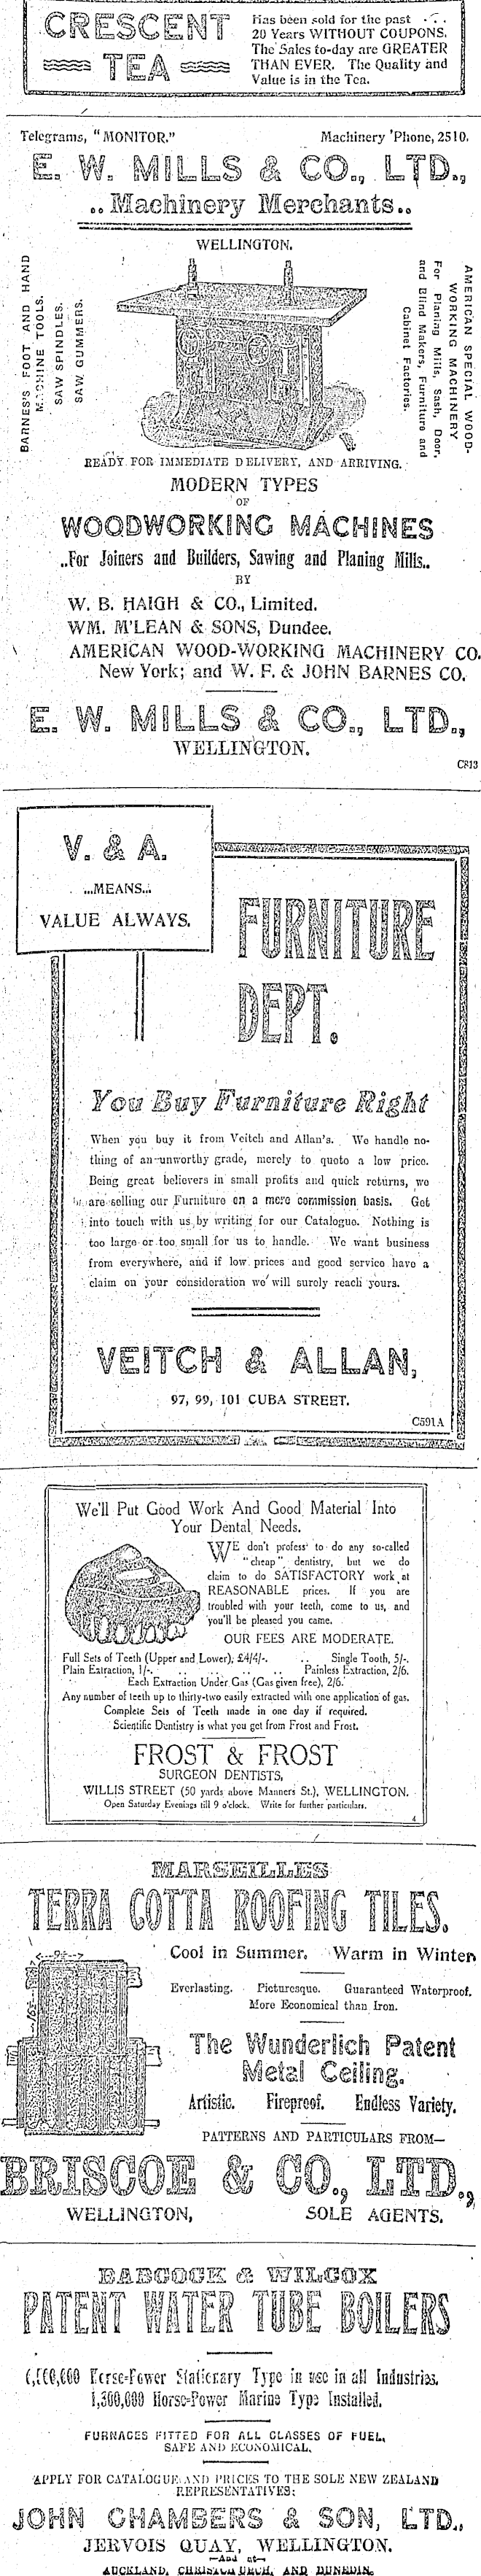 CRESCENT
TEA
Has been sold for the past . . .
20 Years WITHOUT COUPONS.
The Sales to-day are GREATER
THAN EVER. The Quality and
Value is in the Tea.
Telegrams, "MONITOR."
Machinery 'Phone, 2510.
E. W. MILLS & CO., LTD.,
..Machinery Merchants..
WELLINGTON.
BARNES'S FOOT AND HAND
MACHINE TOOLS.
SAW SPINDLES.
SAW GUMMERS.
AMERICAN SPECIAL WOOD-
WORKING MACHINERY
For Planing Mills, Sash, Door,
and Blind Makers, Furniture and
Cabinet Factories.
READY FOR IMMEDIATE DELIVERY, AND ARRIVING.
MODERN TYPES
OF
WOODWORKING MACHINES
..For Joiners and Builders, Sawing and Planing Mills..
BY
W. B. HAIGH & CO., Limited.
WM. M'LEAN & SONS, Dundee.
AMERICAN WOOD-WORKING MACHINERY CO.
New York; and W. F. & JOHN BARNES CO.
E. W. MILLS & CO., LTD.,
WELLINGTON.
C813
V. & A.
...MEANS...
VALUE ALWAYS.
FURNITURE
DEPT.
You Buy Furniture Right
When you buy it from Veitch and Allan's. We handle no-
thing of an unworthy grade, merely to quote a low price.
Being great believers in small profits and quick returns, we
are selling our Furniture on a mere commission basis. Get
into touch with us by writing for our Catalogue. Nothing is
too large or too small for us to handle. We want business
from everywhere, and if low prices and good service have a
claim on your consideration we will surely reach yours.
VEITCH & ALLAN,
97, 99, 101 CUBA STREET.
C591A
We'll Put Good Work And Good Material Into
Your Dental Needs.
WE don't profess to do any so-called
"cheap" dentistry, but we do
claim to do SATISFACTORY work at
REASONABLE prices. If you are
troubled with your teeth, come to us, and
you'll be pleased you came.
OUR FEES ARE MODERATE.
Full Sets of Teeth (Upper and Lower), £4/4/-. .. Single Tooth, 5/-.
Plain Extraction, 1/-. .. .. .. .. .. Painless Extraction, 2/6.
Each Extraction Under Gas (Gas given free), 2/6.
Any number of teeth up to thirty-two easily extracted with one application of gas.
Complete Sets of Teeth made in one day if required.
Scientific Dentistry is what you get from Frost and Frost.
FROST & FROST
SURGEON DENTISTS,
WILLIS STREET (50 yards above Manners St.), WELLINGTON.
Open Saturday Evenings till 9 o'clock. Write for further particulars.
4
MARSEILLES
TERRA COTTA ROOFING TILES.
Cool in Summer. Warm in Winter
Everlasting. Picturesque. Guaranteed Waterproof.
More Economical than Iron.
The Wunderlich Patent
Metal Ceiling.
Artistic. Fireproof. Endless Variety.
PATTERNS AND PARTICULARS FROM—
BRISCOE & CO., LTD.,
WELLINGTON, SOLE AGENTS.
BABCOCK & WILCOX
PATENT WATER TUBE BOILERS
Horse-Power Stationary Type in use in all Industries.
1,300,000 Horse-Power Marine Type Installed.
FURNACES FITTED FOR ALL CLASSES OF FUEL,
SAFE AND ECONOMICAL.
APPLY FOR CATALOGUE AND PRICES TO THE SOLE NEW ZEALAND
REPRESENTATIVES:
JOHN CHAMBERS & SON, LTD.,
JERVOIS QUAY, WELLINGTON.
—And at—
AUCKLAND, CHRISTCHURCH, AND DUNEDIN.